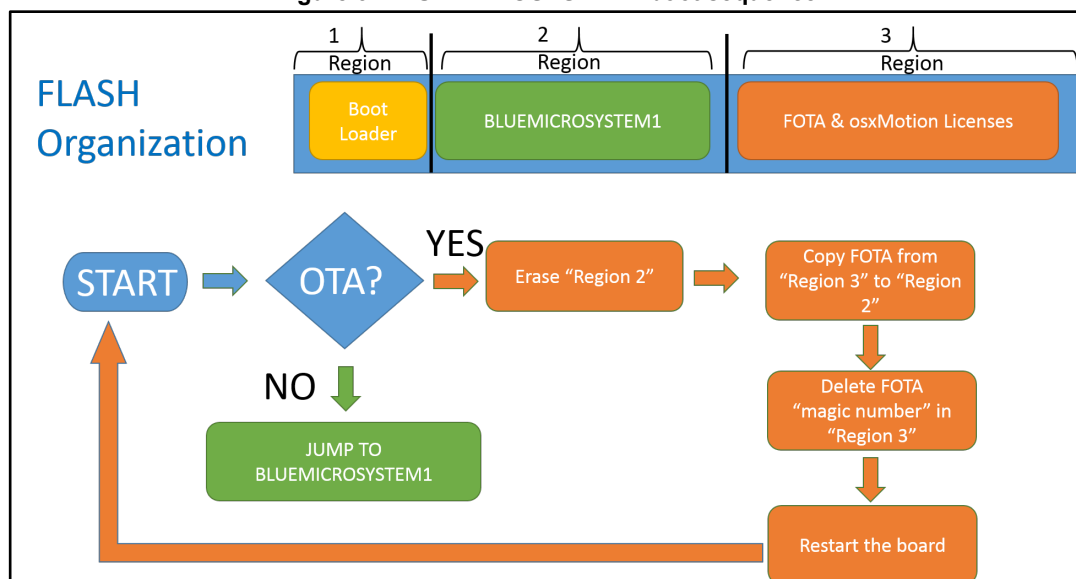 1
2
3
Region
Region
Region
FLASH
Organization
Boot
Loader
BLUEMICROSYSTEM1
FOTA & osxMotion Licenses
START
OTA?
YES
Erase “Region 2”
Copy FOTA from
“Region 3” to “Region
2”
NO
Delete FOTA
“magic number” in
“Region 3”
JUMP TO
BLUEMICROSYSTEM1
Restart the board